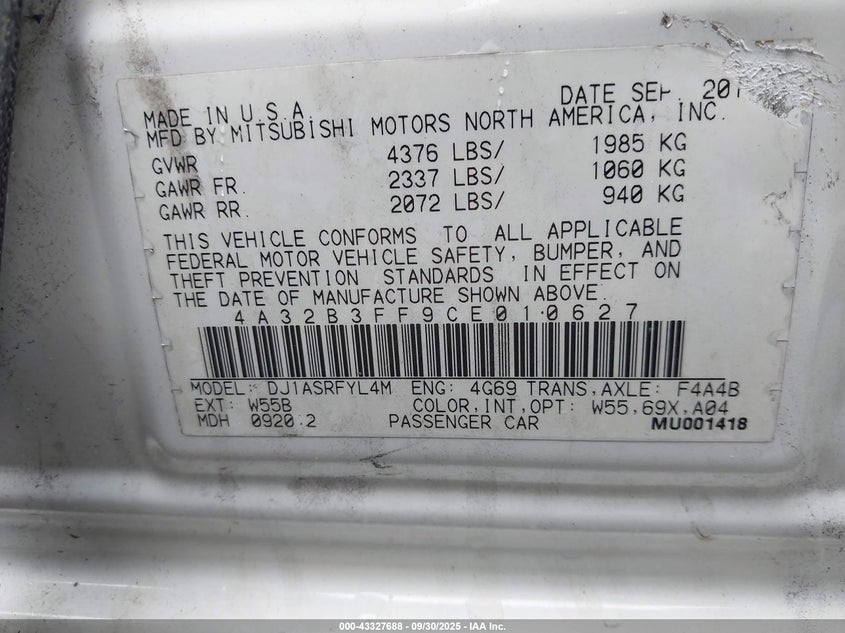 DATE SEP 201
MADE IN U.S.A.
MFD BY MITSUBISHI MOTORS NORTH AMERICA, INC.
GVWR 4376 LBS/ 1985 KG
GAWR FR. 2337 LBS/ 1060 KG
GAWR RR. 2072 LBS/ 940 KG
THIS VEHICLE CONFORMS TO ALL APPLICABLE
FEDERAL MOTOR VEHICLE SAFETY, BUMPER, AND
THEFT PREVENTION STANDARDS IN EFFECT ON
THE DATE OF MANUFACTURE SHOWN ABOVE.
4A32B3FF9CE010627
MODEL: DJ1ASRFYL4M ENG: 4G69 TRANS,AXLE: F4A4B
EXT: W55B COLOR,INT,OPT: W55,69X,A04
MDH 0920.2 PASSENGER CAR MU001418
000-43327688 - 09/30/2025 - IAA Inc.